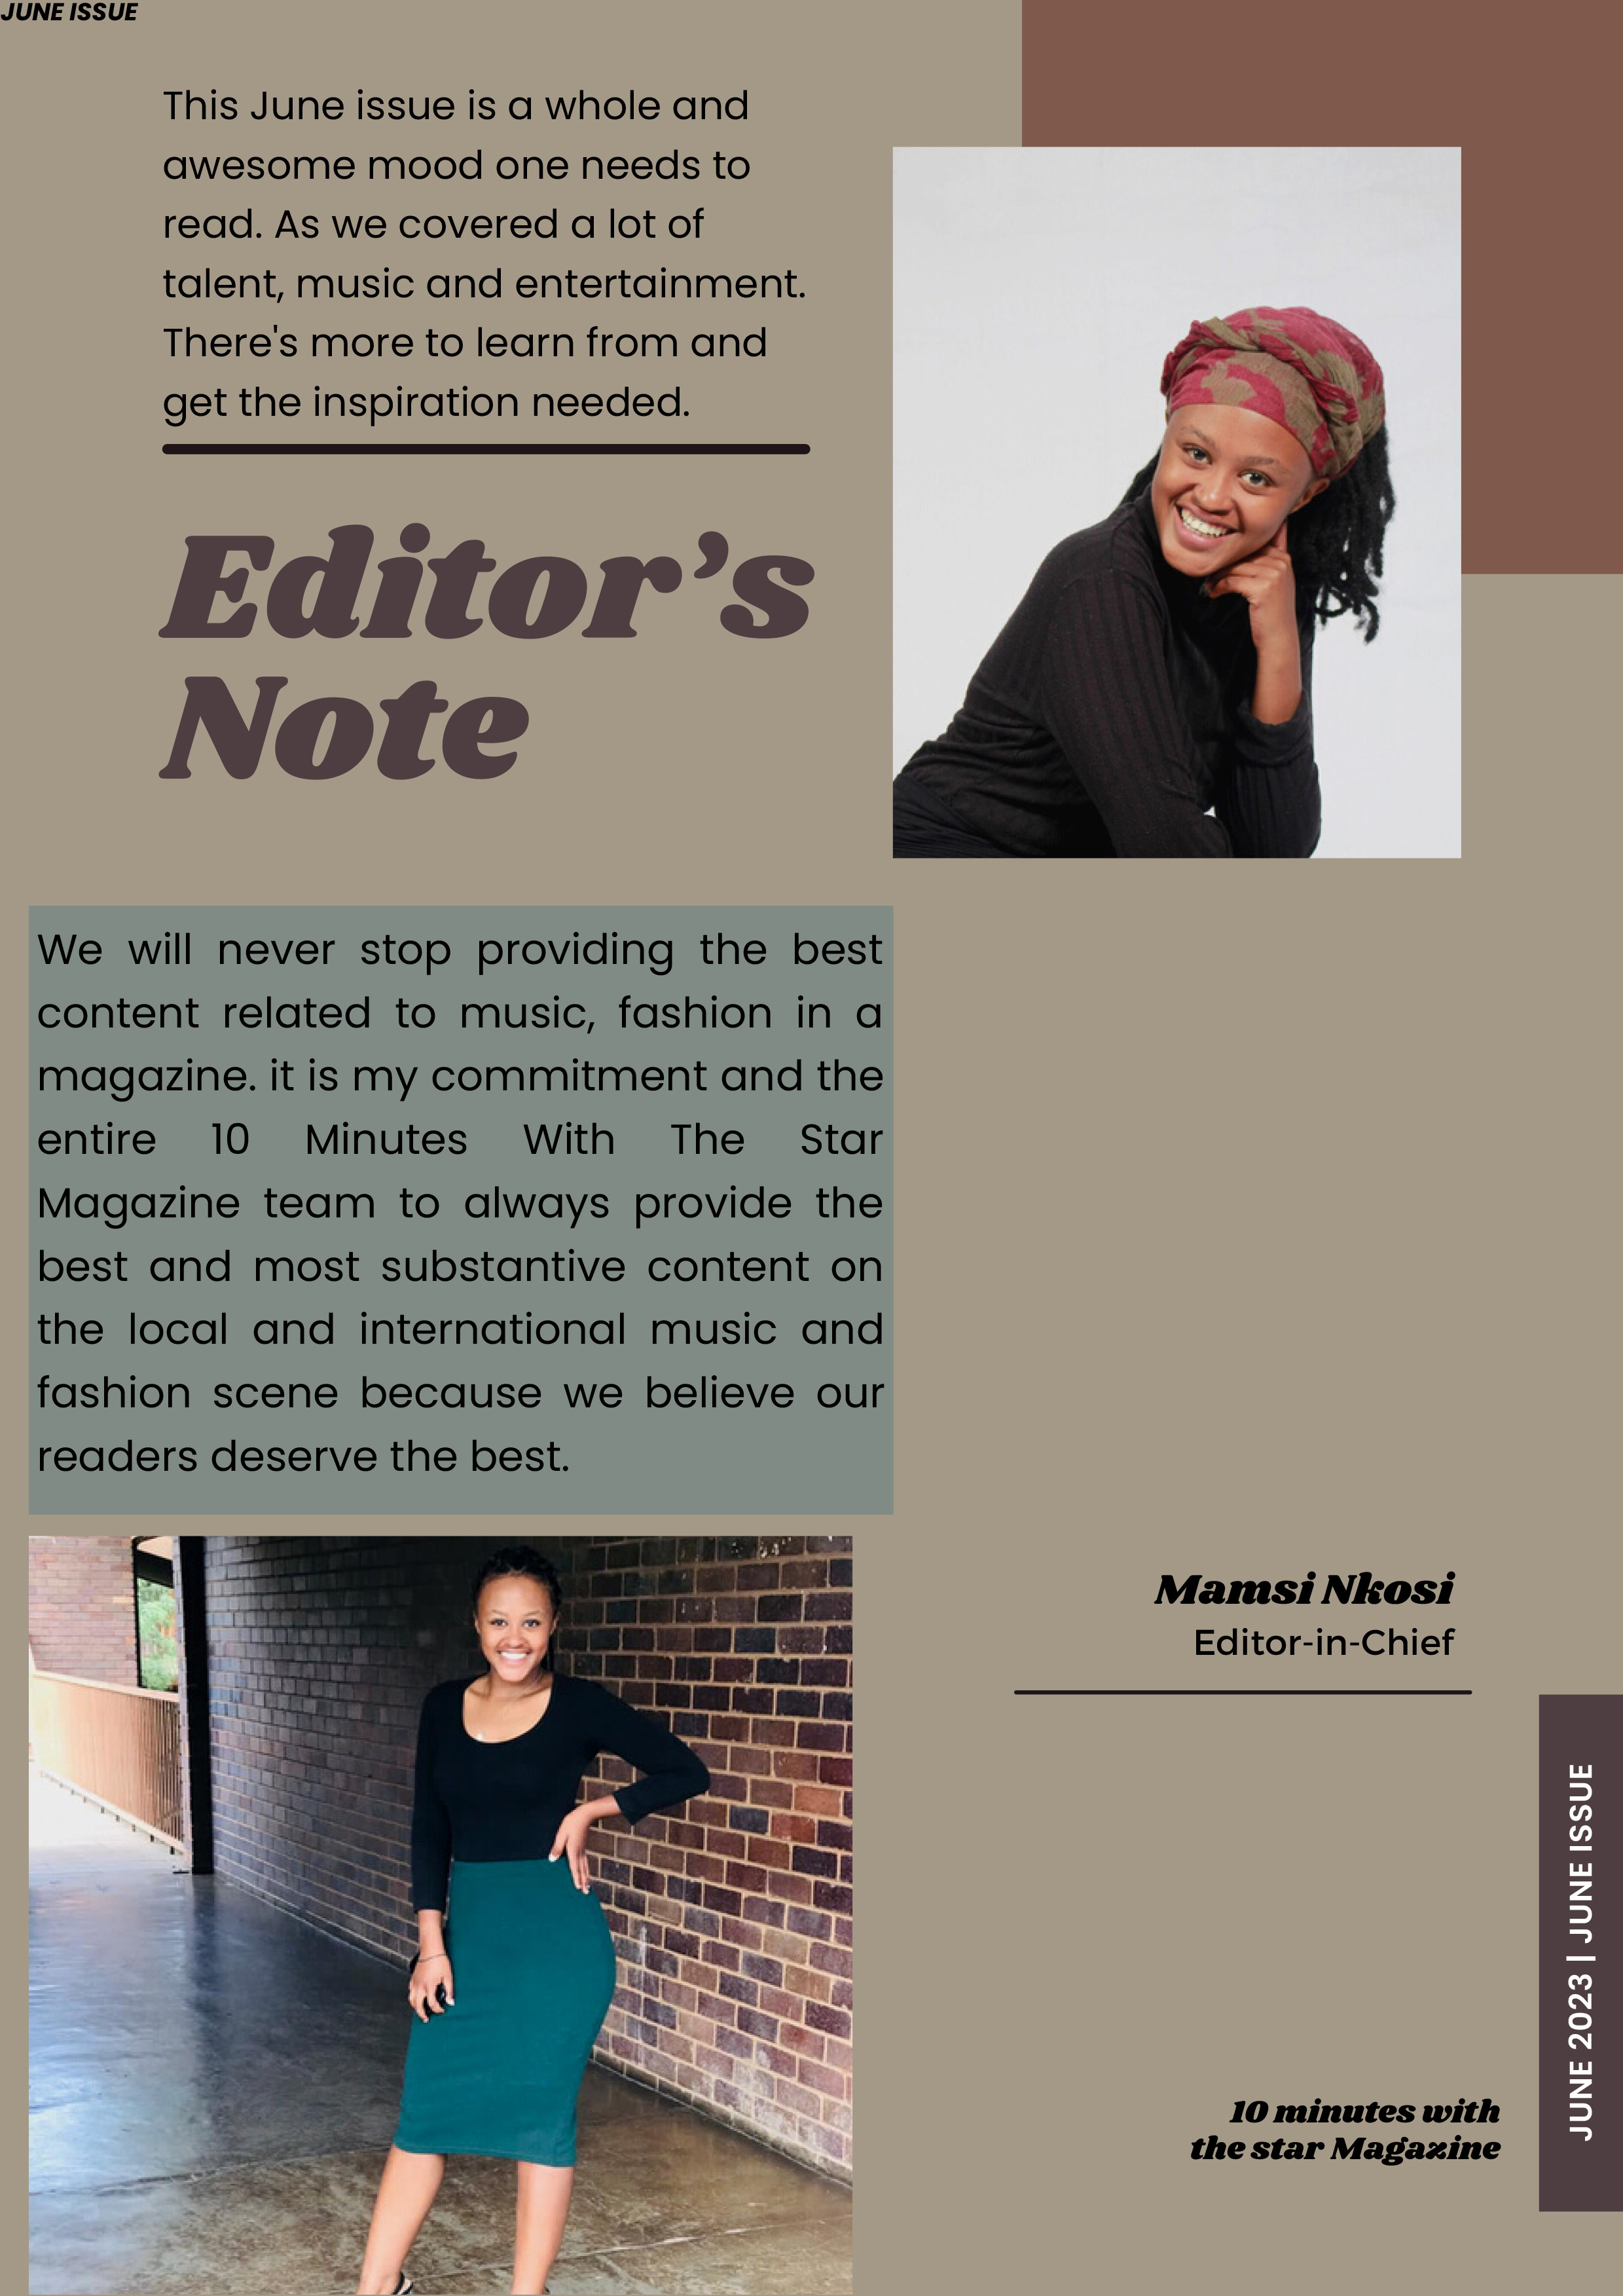 JUNE ISSUE
This June issue is a whole and
awesome mood one needs to
read. As we covered a lot of
talent, music and entertainment.
There's more to learn from and
get the inspiration needed.
Editor’s
Note
We will never stop providing the best
content related to music, fashion in a
magazine. it is my commitment and the
entire 10 Minutes With The Star
Magazine team to always provide the
best and most substantive content on
the local and international music and
fashion scene because we believe our
readers deserve the best.
Mamsi Nkosi
Editor-in-Chief
JUNE 2023 | JUNE ISSUE
10 minutes with
the star Magazine